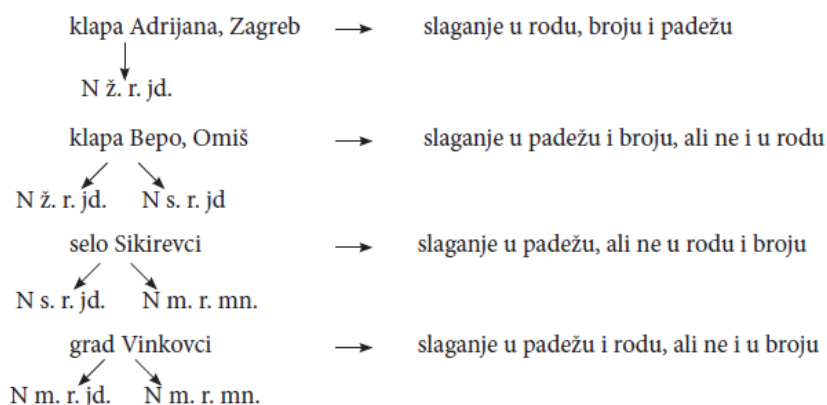 klapa Adrijana, Zagreb → slaganje u rodu, broju i padežu
N ž. r. jd.
klapa Bepo, Omiš → slaganje u padežu i broju, ali ne i u rodu
N ž. r. jd. N s. r. jd
selo Sikirevci → slaganje u padežu, ali ne u rodu i broju
N s. r. jd. N m. r. mn.
grad Vinkovci → slaganje u padežu i rodu, ali ne i u broju
N m. r. jd. N m. r. mn.